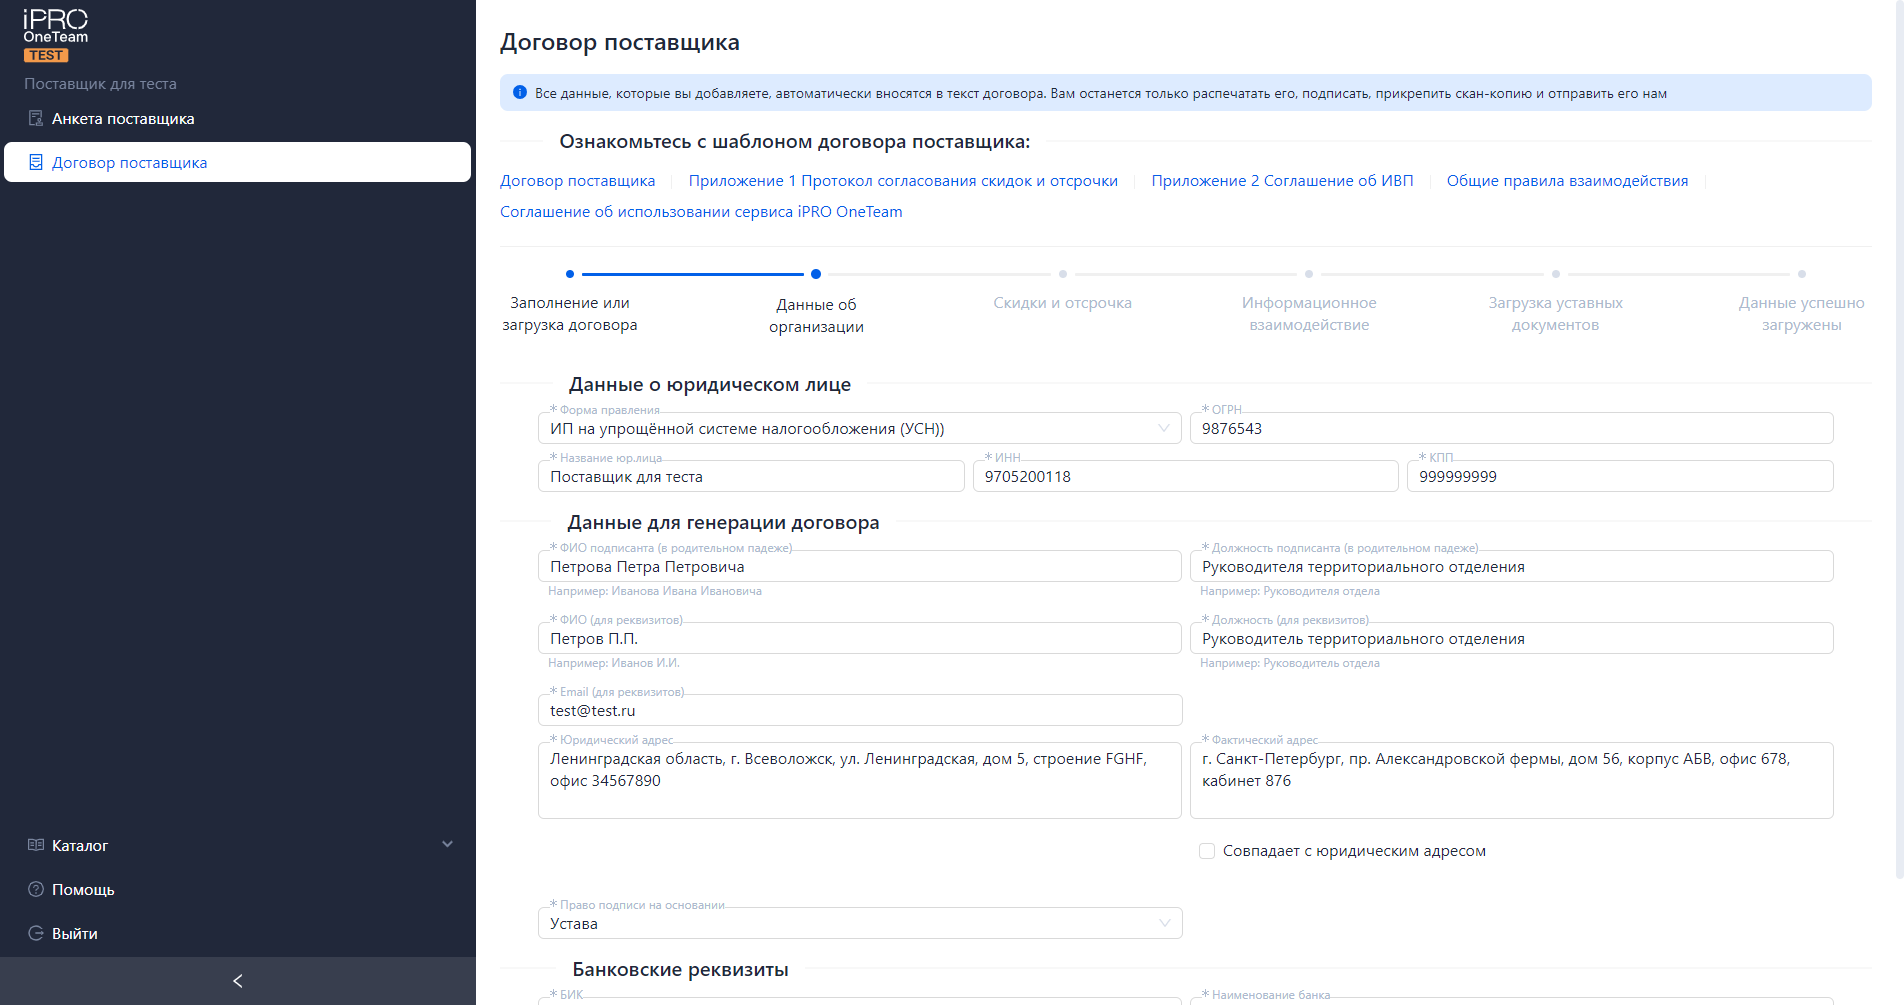 iPRO
OneTeam
TEST
Поставщик для теста
Анкета поставщика
Договор поставщика
Каталог
Помощь
Выйти
Договор поставщика
Все данные, которые вы добавляете, автоматически вносятся в текст договора. Вам останется только распечатать его, подписать, прикрепить скан-копию и отправить его нам
Ознакомьтесь с шаблоном договора поставщика:
Договор поставщика Приложение 1 Протокол согласования скидок и отсрочки Приложение 2 Соглашение об ИВП Общие правила взаимодействия
Соглашение об использовании сервиса iPRO OneTeam
Заполнение или
загрузка договора
Данные об
организации
Скидки и отсрочка
Информационное
взаимодействие
Загрузка уставных
документов
Данные успешно
загружены
Данные о юридическом лице
* Форма правления
ИП на упрощённой системе налогообложения (УСН))
* ОГРН
9876543
* Название юр.лица
Поставщик для теста
* ИНН
9705200118
* КПП
999999999
Данные для генерации договора
* ФИО подписанта (в родительном падеже)
Петрова Петра Петровича
Например: Иванова Ивана Ивановича
* Должность подписанта (в родительном падеже)
Руководителя территориального отделения
Например: Руководителя отдела
* ФИО (для реквизитов)
Петров П.П.
Например: Иванов И.И.
* Должность (для реквизитов)
Руководитель территориального отделения
Например: Руководитель отдела
* Email (для реквизитов)
test@test.ru
* Юридический адрес
Ленинградская область, г. Всеволожск, ул. Ленинградская, дом 5, строение FGHF,
офис 34567890
* Фактический адрес
г. Санкт-Петербург, пр. Александровской фермы, дом 56, корпус АБВ, офис 678,
кабинет 876
Совпадает с юридическим адресом
* Право подписи на основании
Устава
Банковские реквизиты
* БИК
* Наименование банка